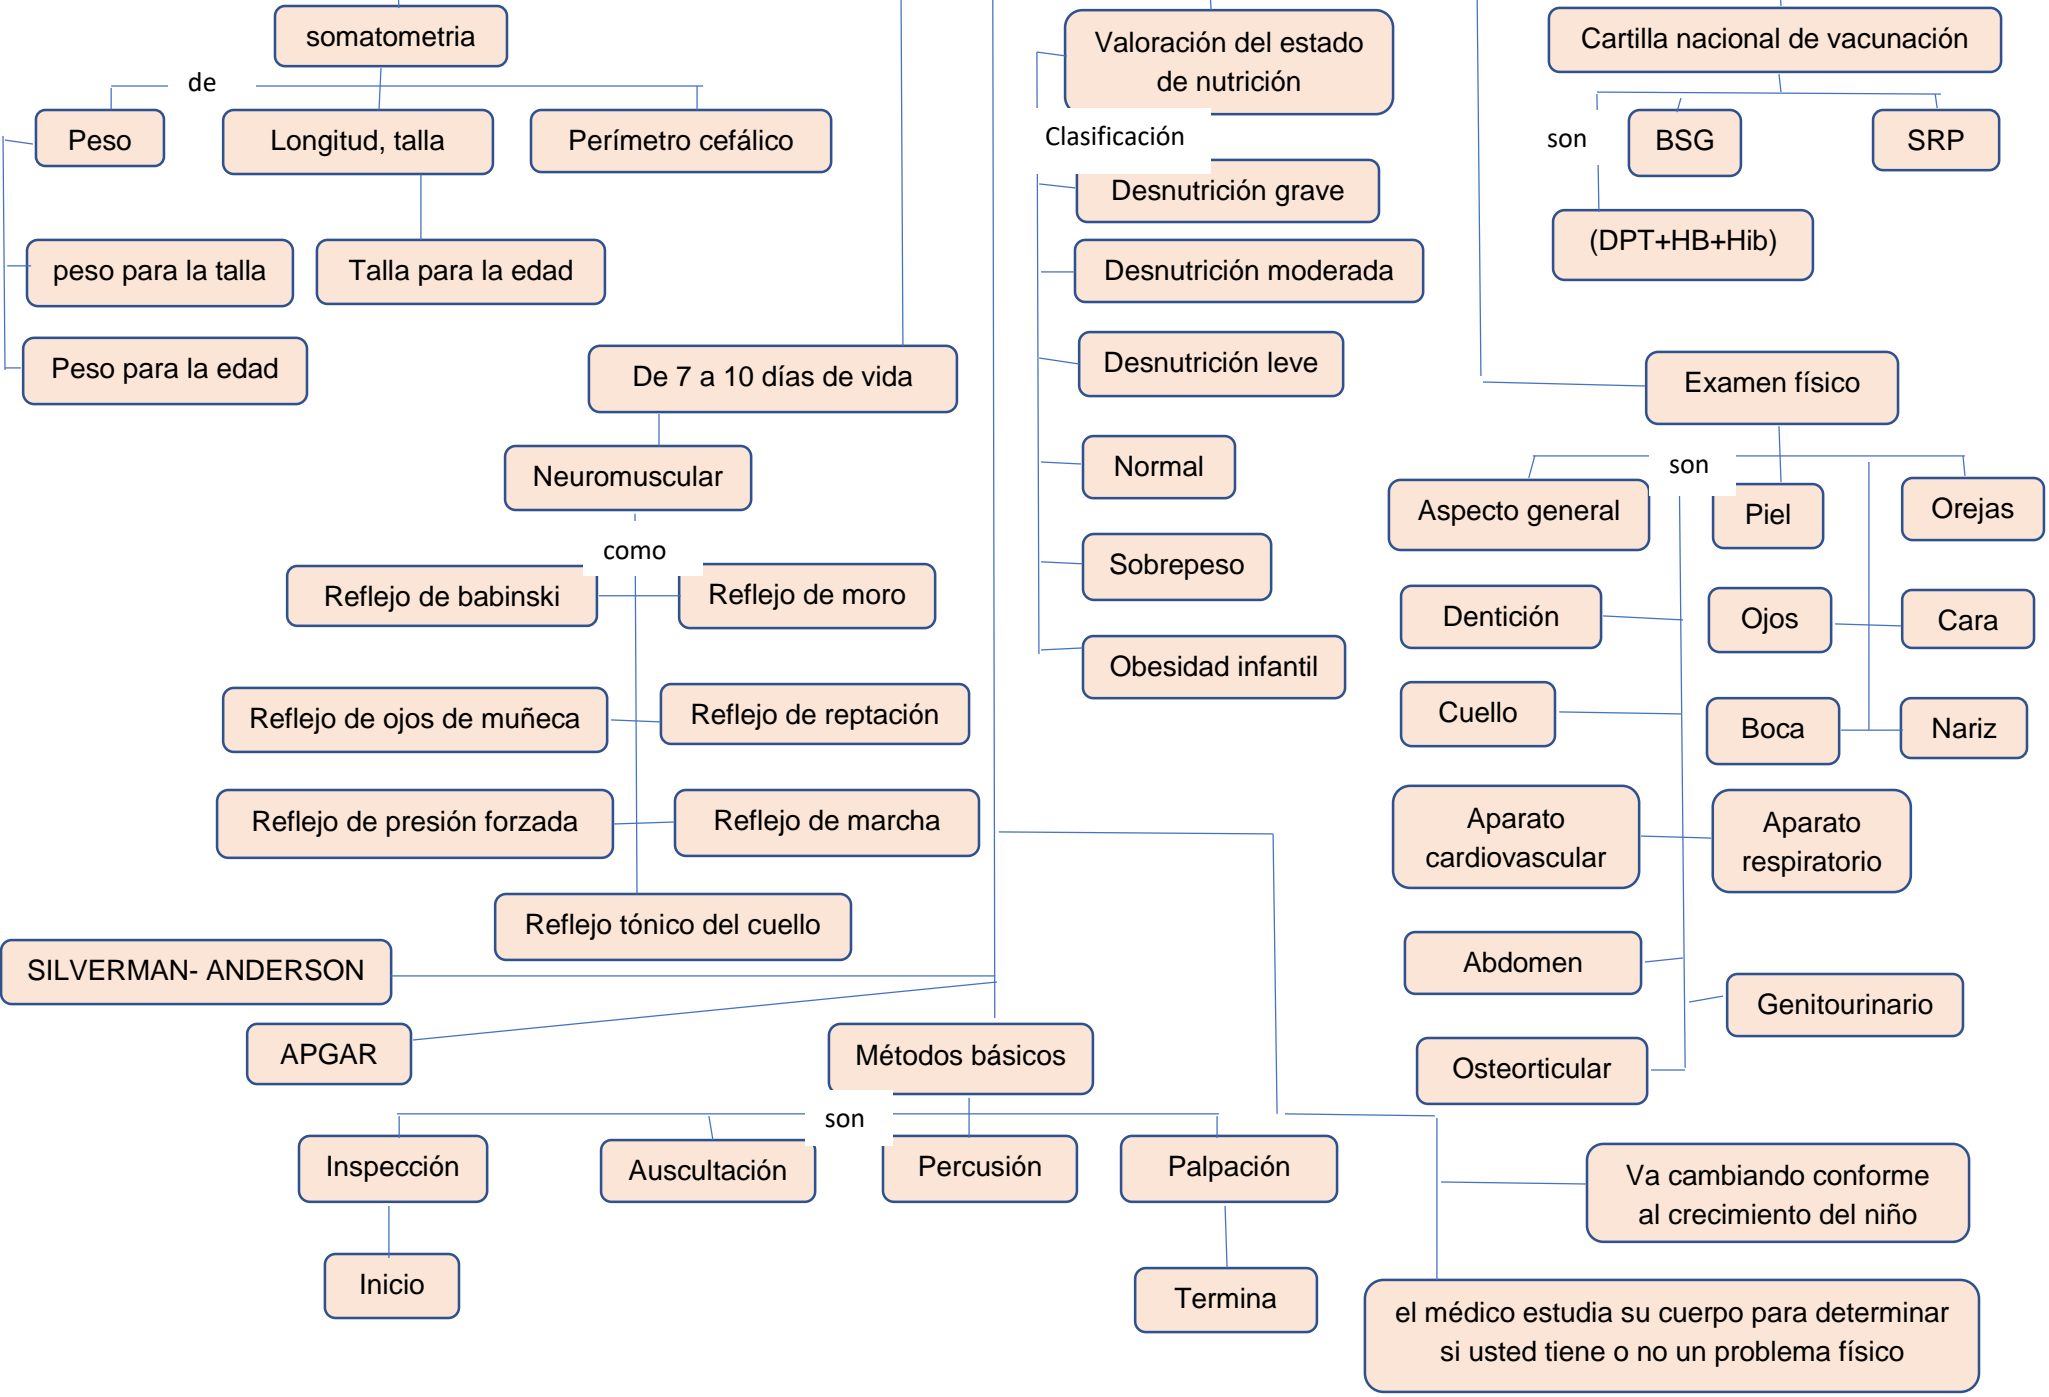 somatometria
de
Peso
Longitud, talla
Perímetro cefálico
peso para la talla
Talla para la edad
Peso para la edad
De 7 a 10 días de vida
Neuromuscular
como
Reflejo de babinski
Reflejo de moro
Reflejo de ojos de muñeca
Reflejo de reptación
Reflejo de presión forzada
Reflejo de marcha
Reflejo tónico del cuello
SILVERMAN- ANDERSON
APGAR
Métodos básicos
son
Inspección
Auscultación
Percusión
Palpación
Inicio
Termina
Valoración del estado
de nutrición
Clasificación
Desnutrición grave
Desnutrición moderada
Desnutrición leve
Normal
Sobrepeso
Obesidad infantil
Cartilla nacional de vacunación
son
BSG
SRP
(DPT+HB+Hib)
Examen físico
son
Aspecto general
Piel
Orejas
Dentición
Ojos
Cara
Cuello
Boca
Nariz
Aparato
cardiovascular
Aparato
respiratorio
Abdomen
Genitourinario
Osteorticular
Va cambiando conforme
al crecimiento del niño
el médico estudia su cuerpo para determinar
si usted tiene o no un problema físico